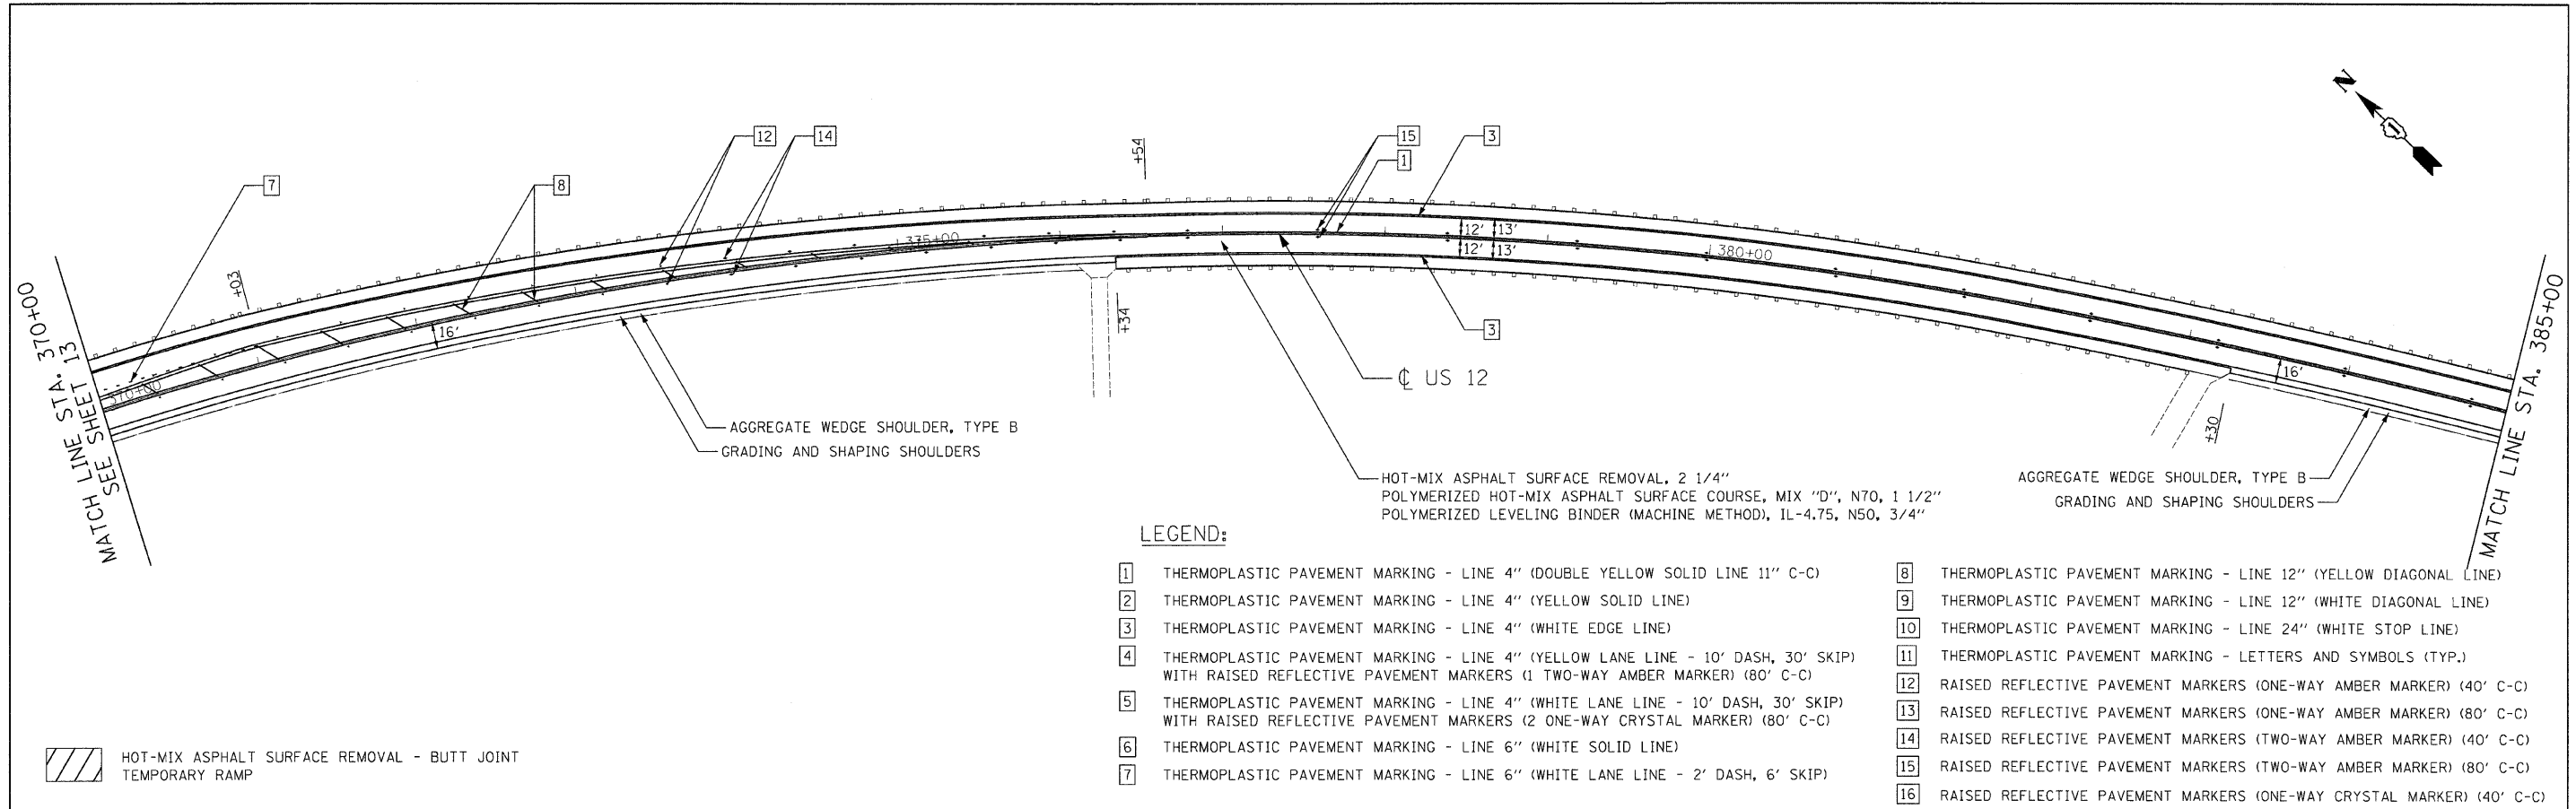 N
1
12
14
15
3
+54
1
7
8
+03
375+00
12' 13'
12' 13'
380+00
370+00
16'
+34
3
16'
+30
MATCH LINE STA. 370+00
SEE SHEET 13
MATCH LINE STA. 385+00
℄ US 12
AGGREGATE WEDGE SHOULDER, TYPE B
GRADING AND SHAPING SHOULDERS
HOT-MIX ASPHALT SURFACE REMOVAL, 2 1/4"
POLYMERIZED HOT-MIX ASPHALT SURFACE COURSE, MIX "D", N70, 1 1/2"
POLYMERIZED LEVELING BINDER (MACHINE METHOD), IL-4.75, N50, 3/4"
AGGREGATE WEDGE SHOULDER, TYPE B
GRADING AND SHAPING SHOULDERS
LEGEND:
1 THERMOPLASTIC PAVEMENT MARKING - LINE 4" (DOUBLE YELLOW SOLID LINE 11" C-C)
2 THERMOPLASTIC PAVEMENT MARKING - LINE 4" (YELLOW SOLID LINE)
3 THERMOPLASTIC PAVEMENT MARKING - LINE 4" (WHITE EDGE LINE)
4 THERMOPLASTIC PAVEMENT MARKING - LINE 4" (YELLOW LANE LINE - 10' DASH, 30' SKIP)
WITH RAISED REFLECTIVE PAVEMENT MARKERS (1 TWO-WAY AMBER MARKER) (80' C-C)
5 THERMOPLASTIC PAVEMENT MARKING - LINE 4" (WHITE LANE LINE - 10' DASH, 30' SKIP)
WITH RAISED REFLECTIVE PAVEMENT MARKERS (2 ONE-WAY CRYSTAL MARKER) (80' C-C)
6 THERMOPLASTIC PAVEMENT MARKING - LINE 6" (WHITE SOLID LINE)
7 THERMOPLASTIC PAVEMENT MARKING - LINE 6" (WHITE LANE LINE - 2' DASH, 6' SKIP)
8 THERMOPLASTIC PAVEMENT MARKING - LINE 12" (YELLOW DIAGONAL LINE)
9 THERMOPLASTIC PAVEMENT MARKING - LINE 12" (WHITE DIAGONAL LINE)
10 THERMOPLASTIC PAVEMENT MARKING - LINE 24" (WHITE STOP LINE)
11 THERMOPLASTIC PAVEMENT MARKING - LETTERS AND SYMBOLS (TYP.)
12 RAISED REFLECTIVE PAVEMENT MARKERS (ONE-WAY AMBER MARKER) (40' C-C)
13 RAISED REFLECTIVE PAVEMENT MARKERS (ONE-WAY AMBER MARKER) (80' C-C)
14 RAISED REFLECTIVE PAVEMENT MARKERS (TWO-WAY AMBER MARKER) (40' C-C)
15 RAISED REFLECTIVE PAVEMENT MARKERS (TWO-WAY AMBER MARKER) (80' C-C)
16 RAISED REFLECTIVE PAVEMENT MARKERS (ONE-WAY CRYSTAL MARKER) (40' C-C)
HOT-MIX ASPHALT SURFACE REMOVAL - BUTT JOINT
TEMPORARY RAMP